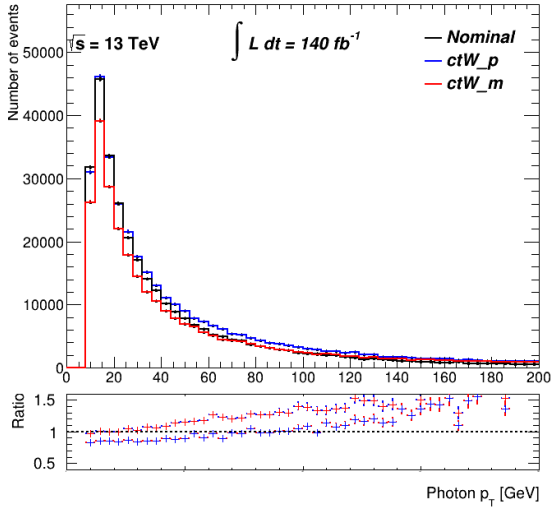 √s = 13 TeV
∫ L dt = 140 fb⁻¹
Nominal
ctW_p
ctW_m
Number of events
50000
40000
30000
20000
10000
0
0 20 40 60 80 100 120 140 160 180 200
Ratio
1.5
1
0.5
Photon p_T [GeV]